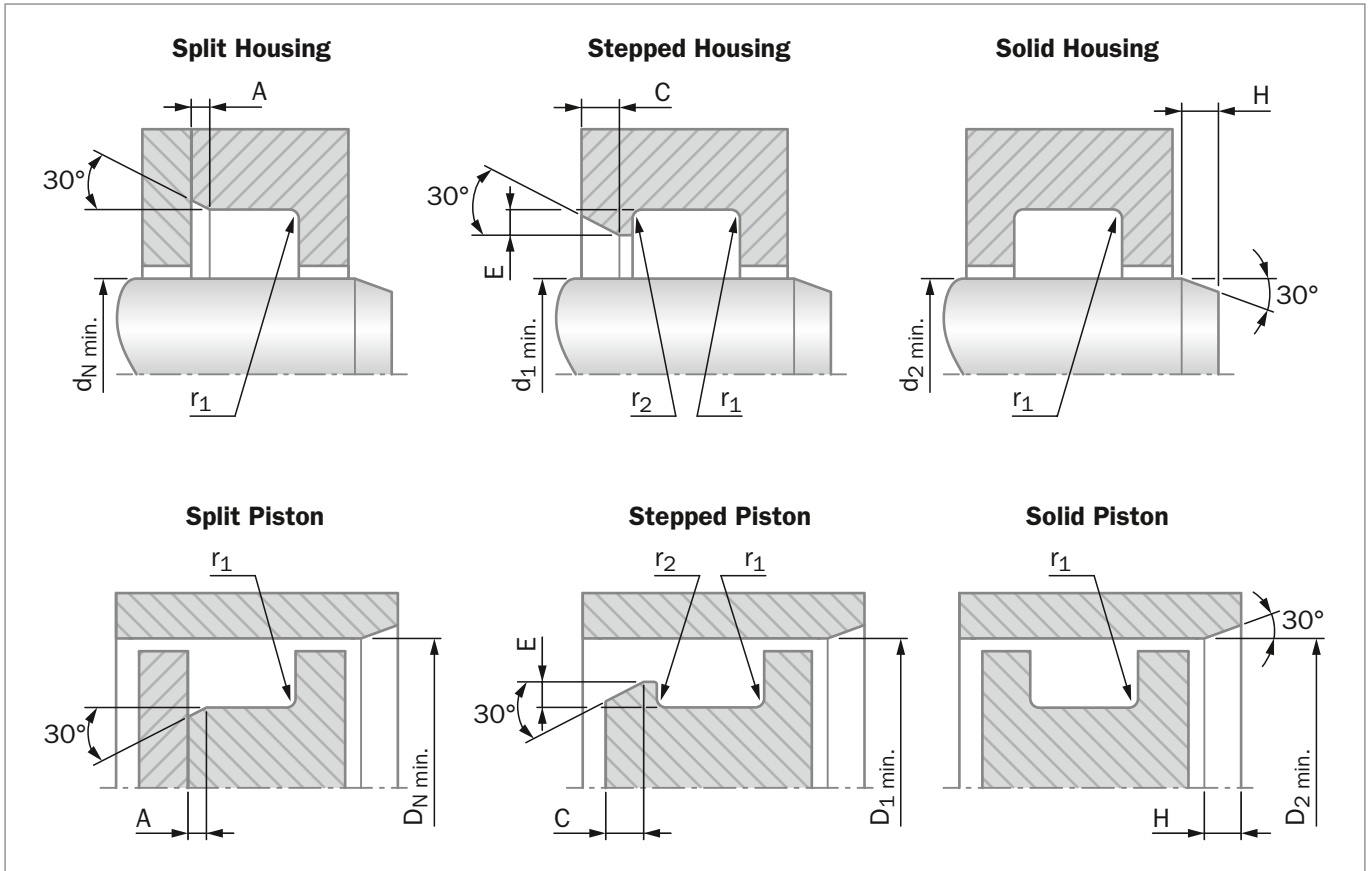 Split Housing
A
30°
dN min.
r1
Stepped Housing
C
30°
E
d1 min.
r2
r1
Solid Housing
H
30°
d2 min.
r1
Split Piston
r1
30°
A
DN min.
Stepped Piston
r2
r1
E
30°
C
D1 min.
Solid Piston
r1
30°
H
D2 min.